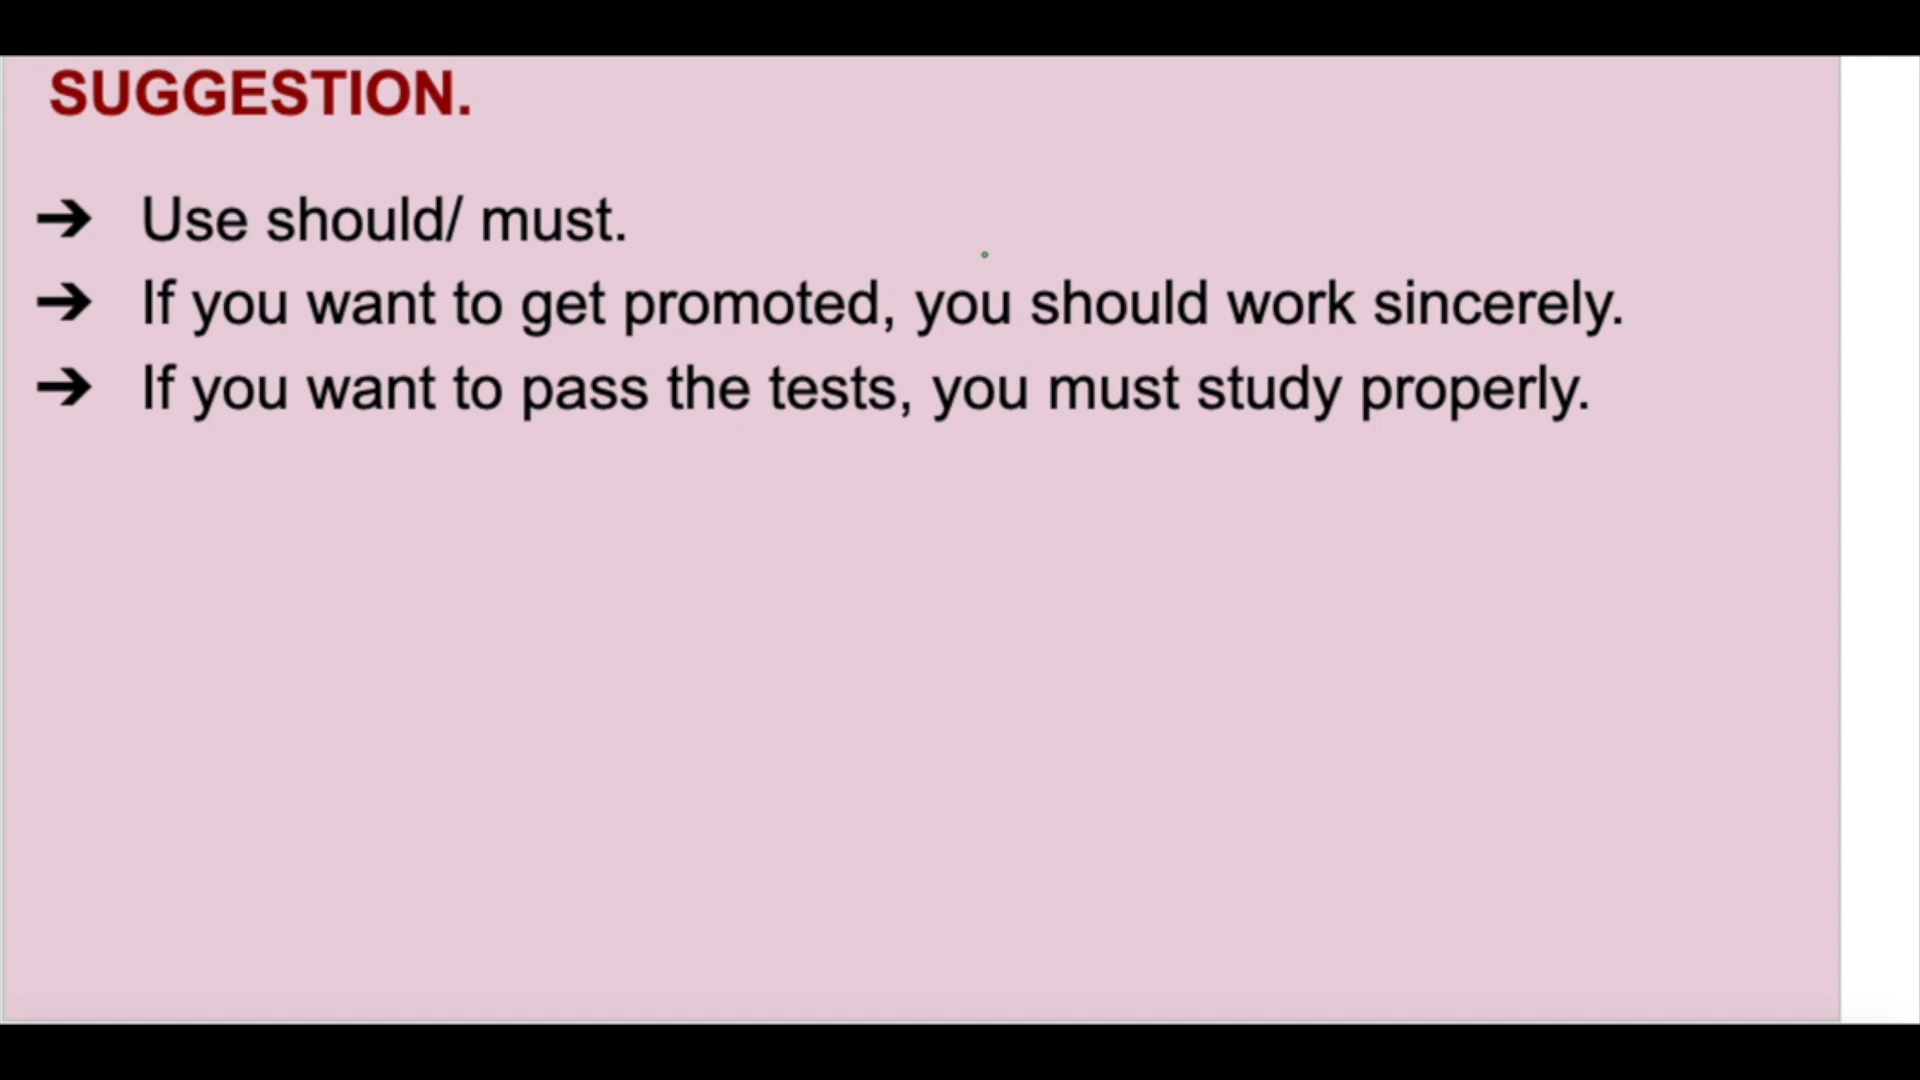 SUGGESTION.
➔ Use should/ must.
➔ If you want to get promoted, you should work sincerely.
➔ If you want to pass the tests, you must study properly.